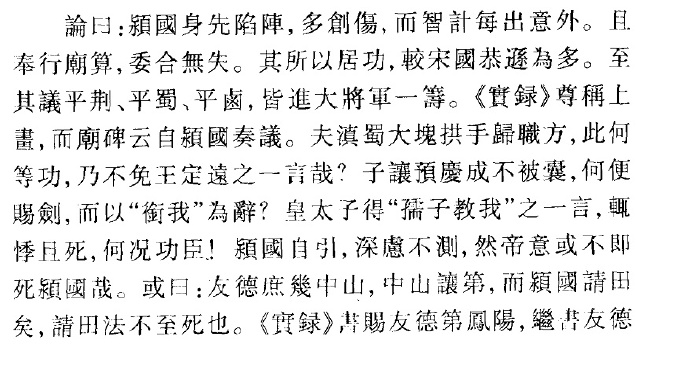 論曰：潁國身先陷陣，多創傷，而智計每出意外。且
奉行廟算，委合無失。其所以居功，較宋國恭遜為多。至
其議平荆、平蜀、平鹵，皆進大將軍一籌。《實録》尊稱上
畫，而廟碑云自潁國奏議。夫滇蜀大塊拱手歸職方，此何
等功，乃不免王定遠之一言哉？子讓預慶成不被囊，何便
賜劍，而以“銜我”為辭？皇太子得“孺子教我”之一言，輒
悸且死，何况功臣！潁國自引，深慮不測，然帝意或不即
死潁國哉。或曰：友德庶幾中山，中山讓第，而潁國請田
矣，請田法不至死也。《實録》書賜友德第鳳陽，繼書友德